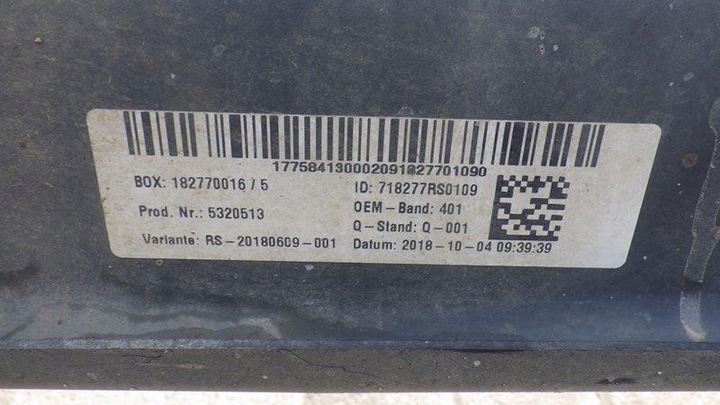 177584130002091827701090
BOX: 182770016 / 5
ID: 718277RS0109
Prod. Nr.: 5320513
OEM-Band: 401
Q-Stand: Q-001
Variante: RS-20180609-001
Datum: 2018-10-04 09:39:39